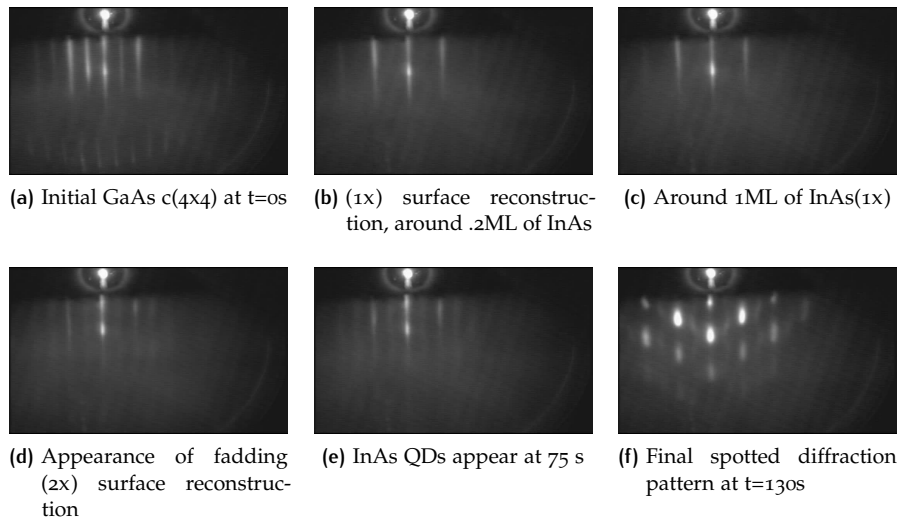 (a) Initial GaAs c(4x4) at t=0s
(b) (1x) surface reconstruc-
tion, around .2ML of InAs
(c) Around 1ML of InAs(1x)
(d) Appearance of fadding
(2x) surface reconstruc-
tion
(e) InAs QDs appear at 75 s
(f) Final spotted diffraction
pattern at t=130s